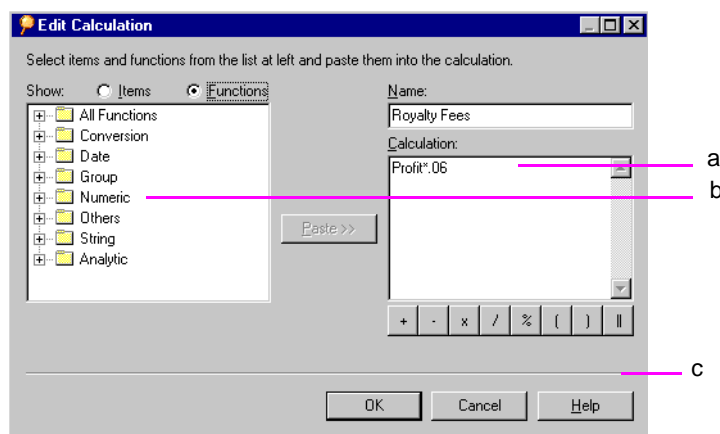 Edit Calculation
Select items and functions from the list at left and paste them into the calculation.
Show: Items Functions
All Functions
Conversion
Date
Group
Numeric
Others
String
Analytic
Paste >>
Name:
Royalty Fees
Calculation:
Profit*.06
+ - x / % ( ) ||
a
b
c
OK Cancel Help